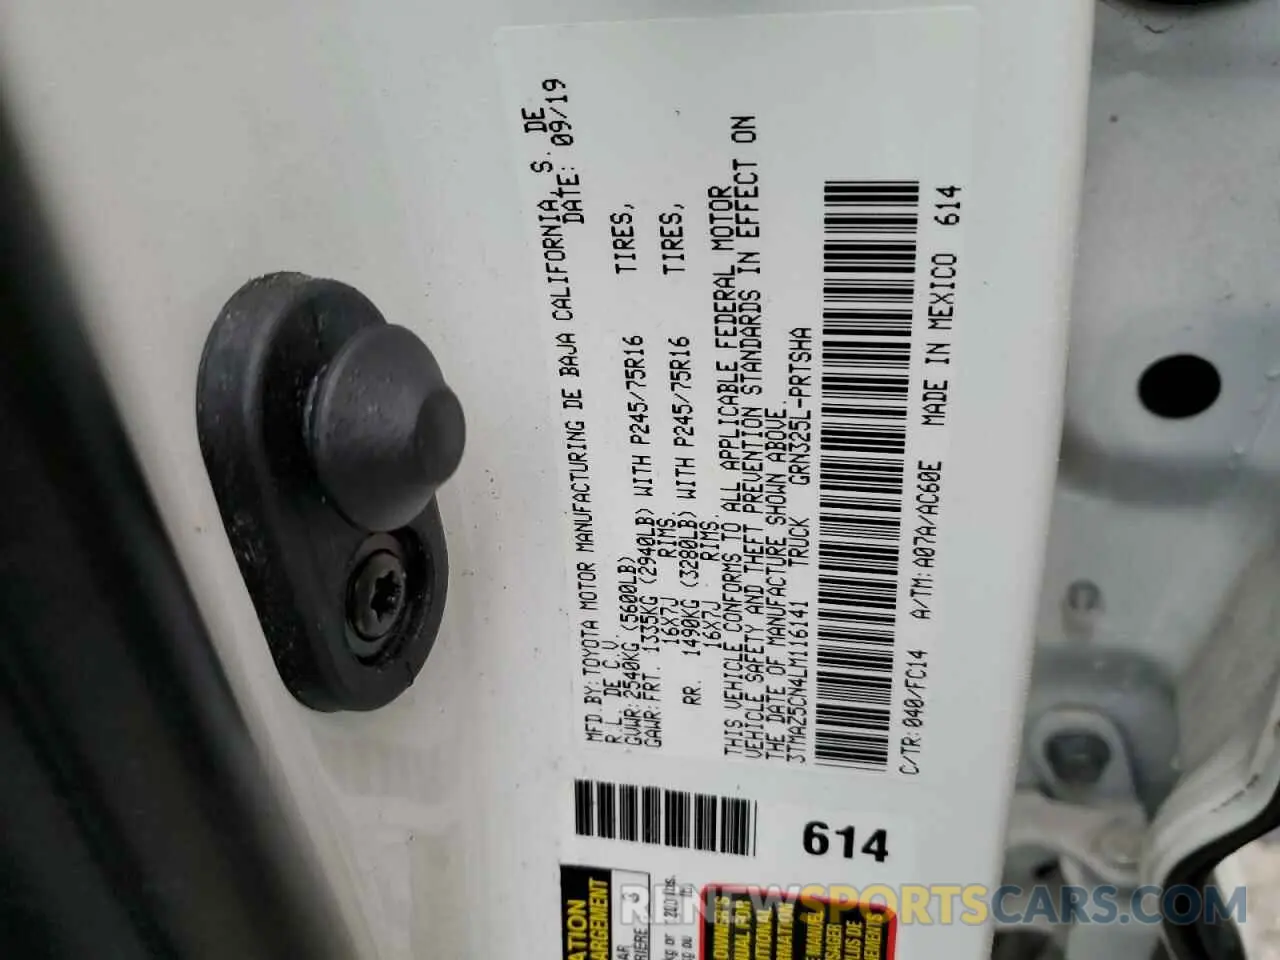 MFD.BY: TOYOTA MOTOR MANUFACTURING DE BAJA CALIFORNIA, S. DE
R.L. DE C.V. DATE: 09/19
GVWR: 2540KG (5600LB)
GAWR: FRT. 1335KG (2940LB) WITH P245/75R16 TIRES,
16X7J RIMS
RR. 1490KG (3280LB) WITH P245/75R16 TIRES,
16X7J RIMS.
THIS VEHICLE CONFORMS TO ALL APPLICABLE FEDERAL MOTOR
VEHICLE SAFETY AND THEFT PREVENTION STANDARDS IN EFFECT ON
THE DATE OF MANUFACTURE SHOWN ABOVE.
3TMAZ5CN4LM116141 TRUCK GRN325L-PRTSHA
C/TR: 040/FC14 A/TM: A07A/AC60E MADE IN MEXICO 614
614
RENEWSPORTSCARS.COM